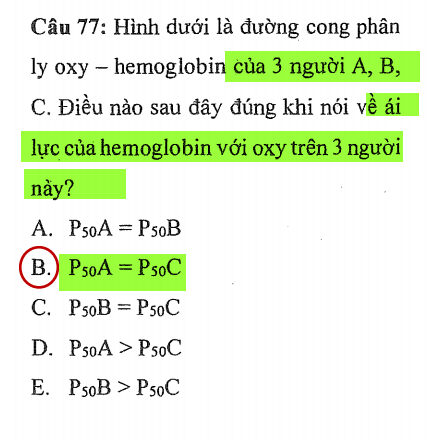 Câu 77: Hình dưới là đường cong phân
ly oxy – hemoglobin của 3 người A, B,
C. Điều nào sau đây đúng khi nói về ái
lực của hemoglobin với oxy trên 3 người
này?
A. P50A = P50B
B. P50A = P50C
C. P50B = P50C
D. P50A > P50C
E. P50B > P50C